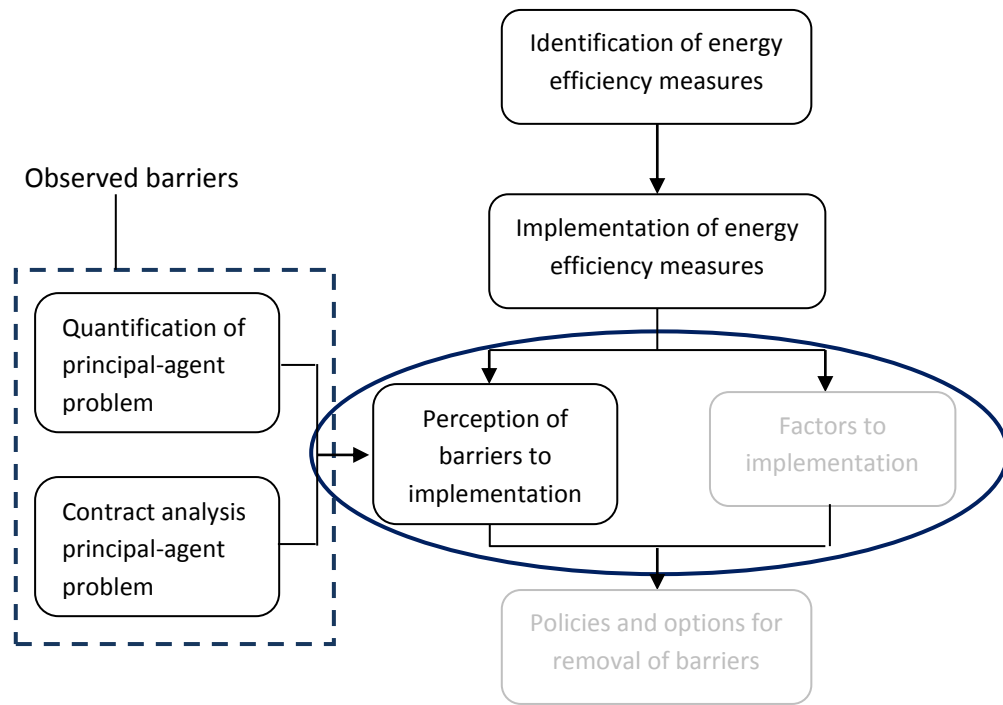 Identification of energy
efficiency measures
Observed barriers
Implementation of energy
efficiency measures
Quantification of
principal-agent
problem
Perception of
barriers to
implementation
Factors to
implementation
Contract analysis
principal-agent
problem
Policies and options for
removal of barriers